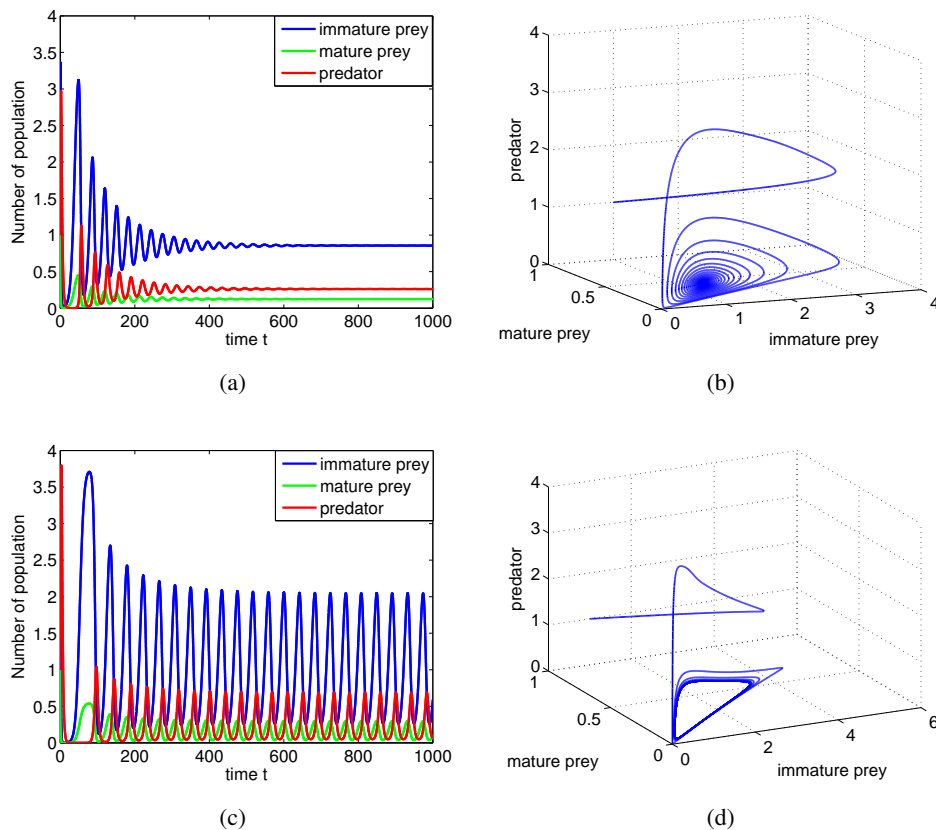 4
3.5
3
2.5
2
1.5
1
0.5
0
0 200 400 600 800 1000
Number of population
time t
immature prey
mature prey
predator
(a)
4
3
2
1
0
predator
1
0.5
0
mature prey
0 1 2 3 4
immature prey
(b)
4
3.5
3
2.5
2
1.5
1
0.5
0
0 200 400 600 800 1000
Number of population
time t
immature prey
mature prey
predator
(c)
4
3
2
1
0
predator
1
0.5
0
mature prey
0 2 4 6
immature prey
(d)